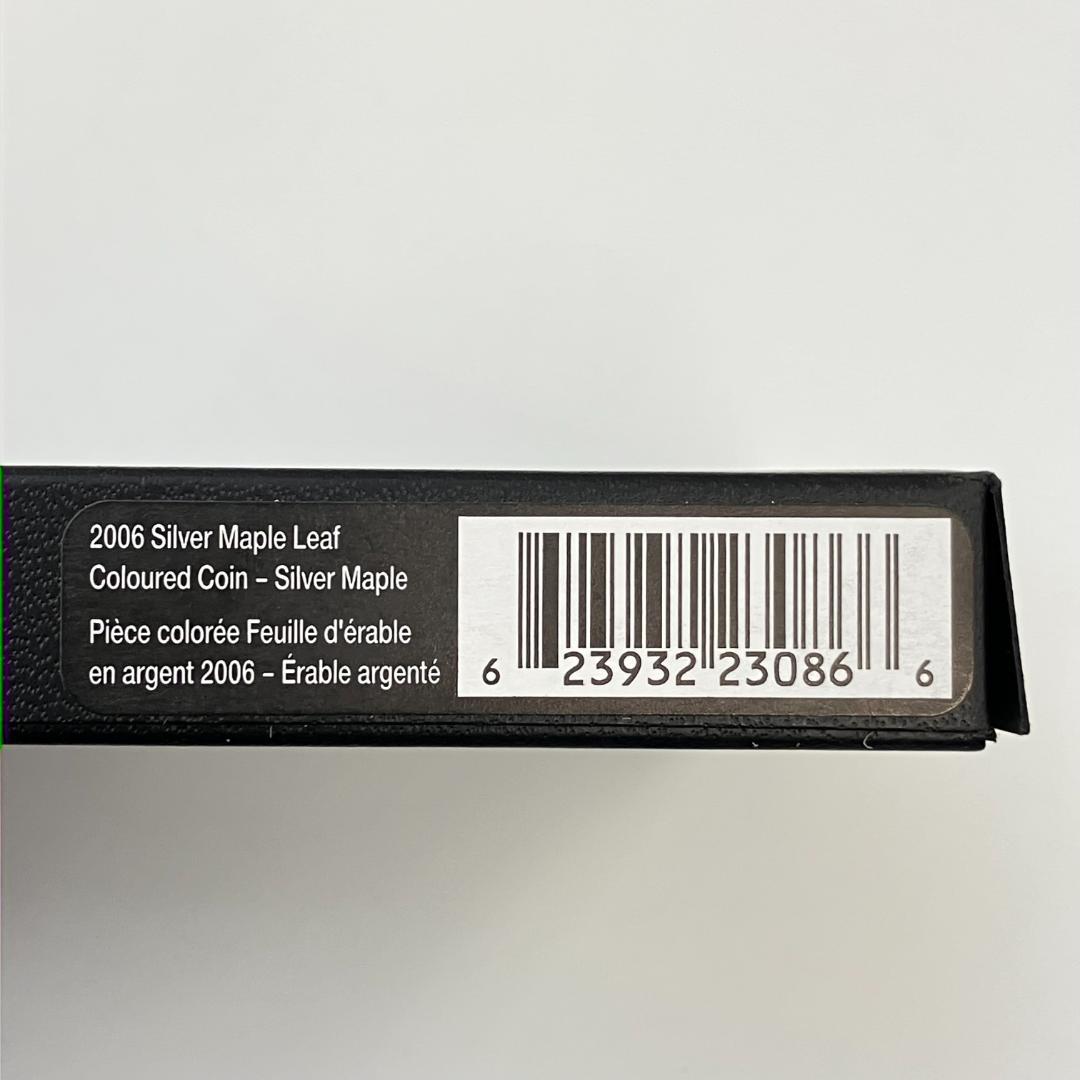 2006 Silver Maple Leaf
Coloured Coin – Silver Maple
Pièce colorée Feuille d'érable
en argent 2006 – Érable argenté
6 23932 23086 6